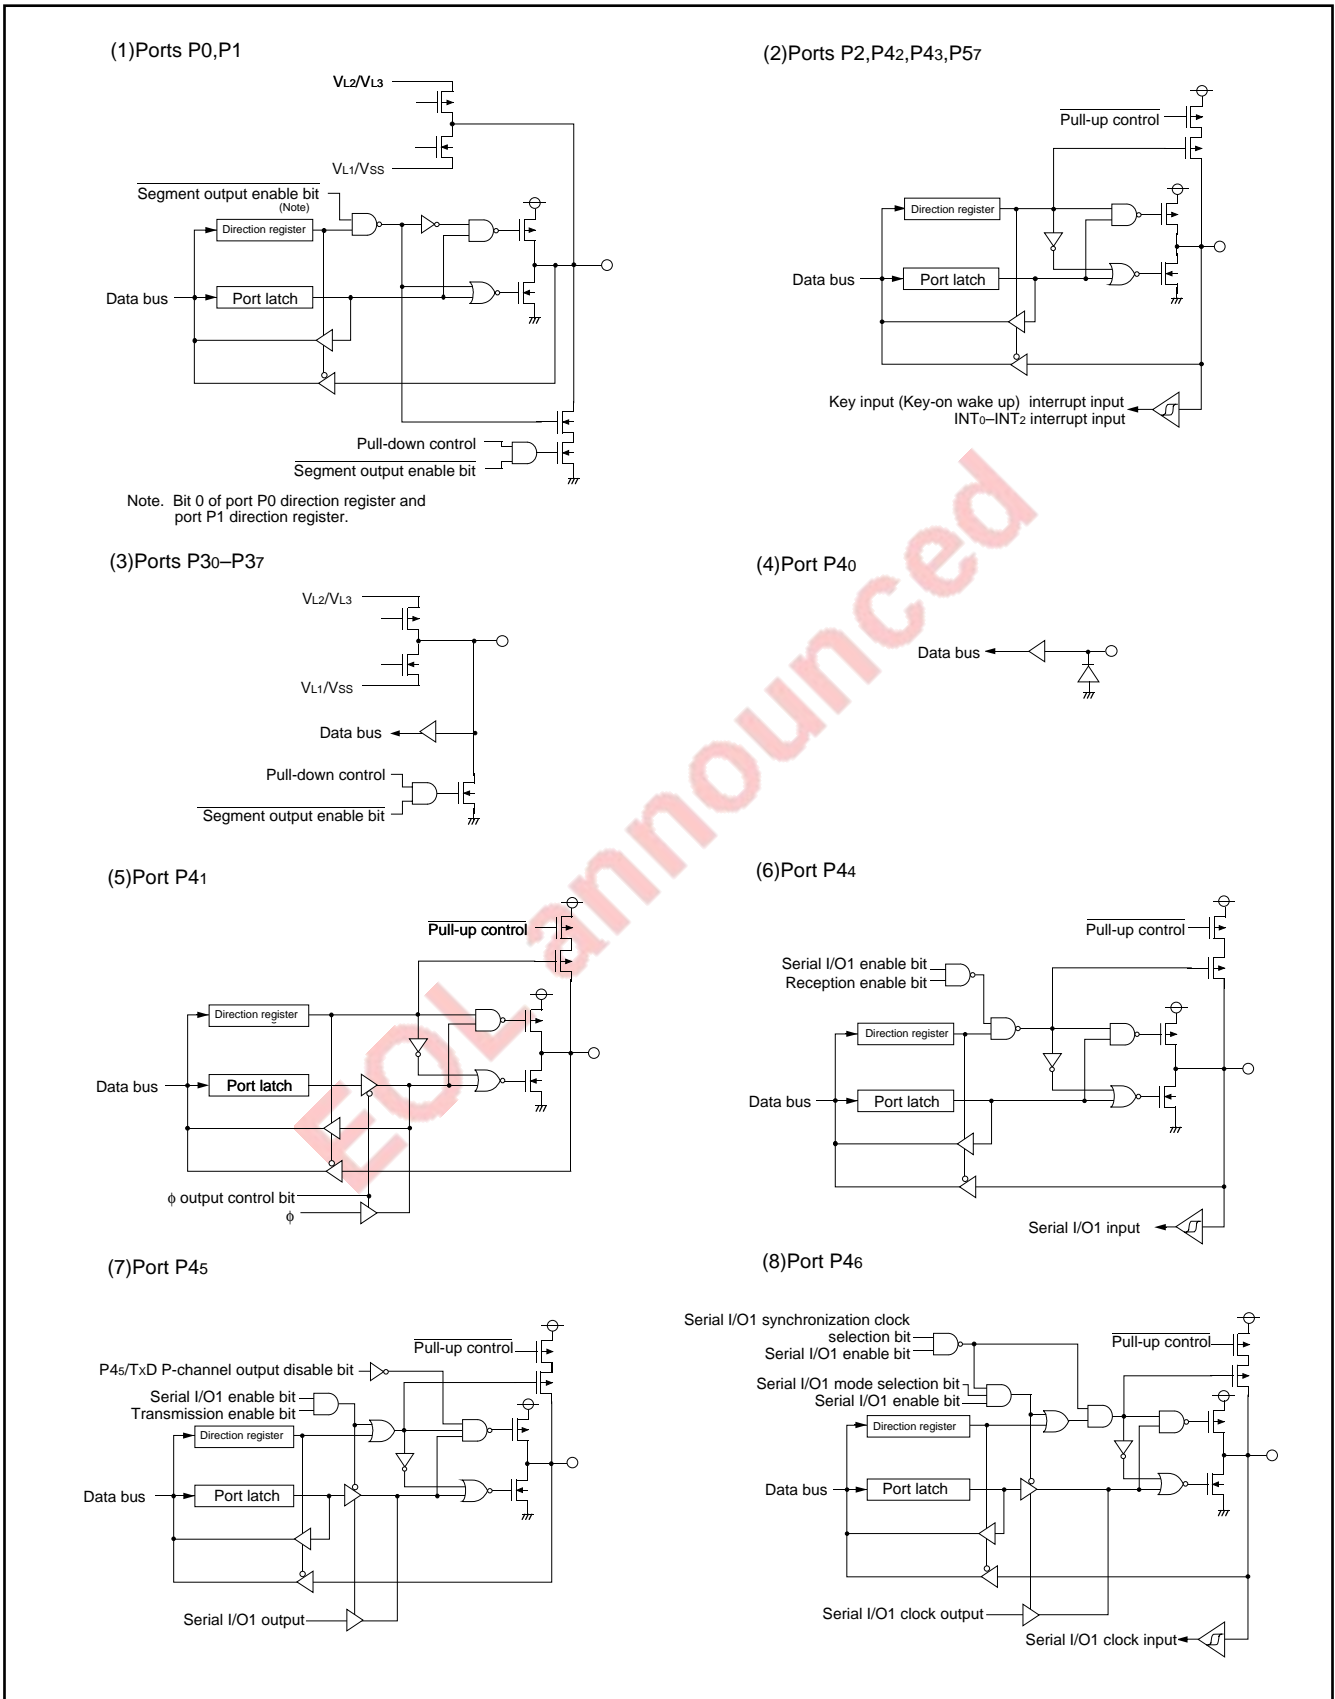 (1)Ports P0,P1
VL2/VL3
VL1/VSS
Segment output enable bit
(Note)
Direction register
Data bus
Port latch
Pull-down control
Segment output enable bit
Note. Bit 0 of port P0 direction register and
port P1 direction register.
(2)Ports P2,P42,P43,P57
Pull-up control
Direction register
Data bus
Port latch
Key input (Key-on wake up) interrupt input
INT0–INT2 interrupt input
(3)Ports P30–P37
VL2/VL3
VL1/VSS
Data bus
Pull-down control
Segment output enable bit
(4)Port P40
Data bus
(5)Port P41
Pull-up control
Direction register
Data bus
Port latch
ϕ output control bit
ϕ
(6)Port P44
Pull-up control
Serial I/O1 enable bit
Reception enable bit
Direction register
Data bus
Port latch
Serial I/O1 input
(7)Port P45
Pull-up control
P45/TxD P-channel output disable bit
Serial I/O1 enable bit
Transmission enable bit
Direction register
Data bus
Port latch
Serial I/O1 output
(8)Port P46
Serial I/O1 synchronization clock
selection bit
Serial I/O1 enable bit
Pull-up control
Serial I/O1 mode selection bit
Serial I/O1 enable bit
Direction register
Data bus
Port latch
Serial I/O1 clock output
Serial I/O1 clock input
EOL announced